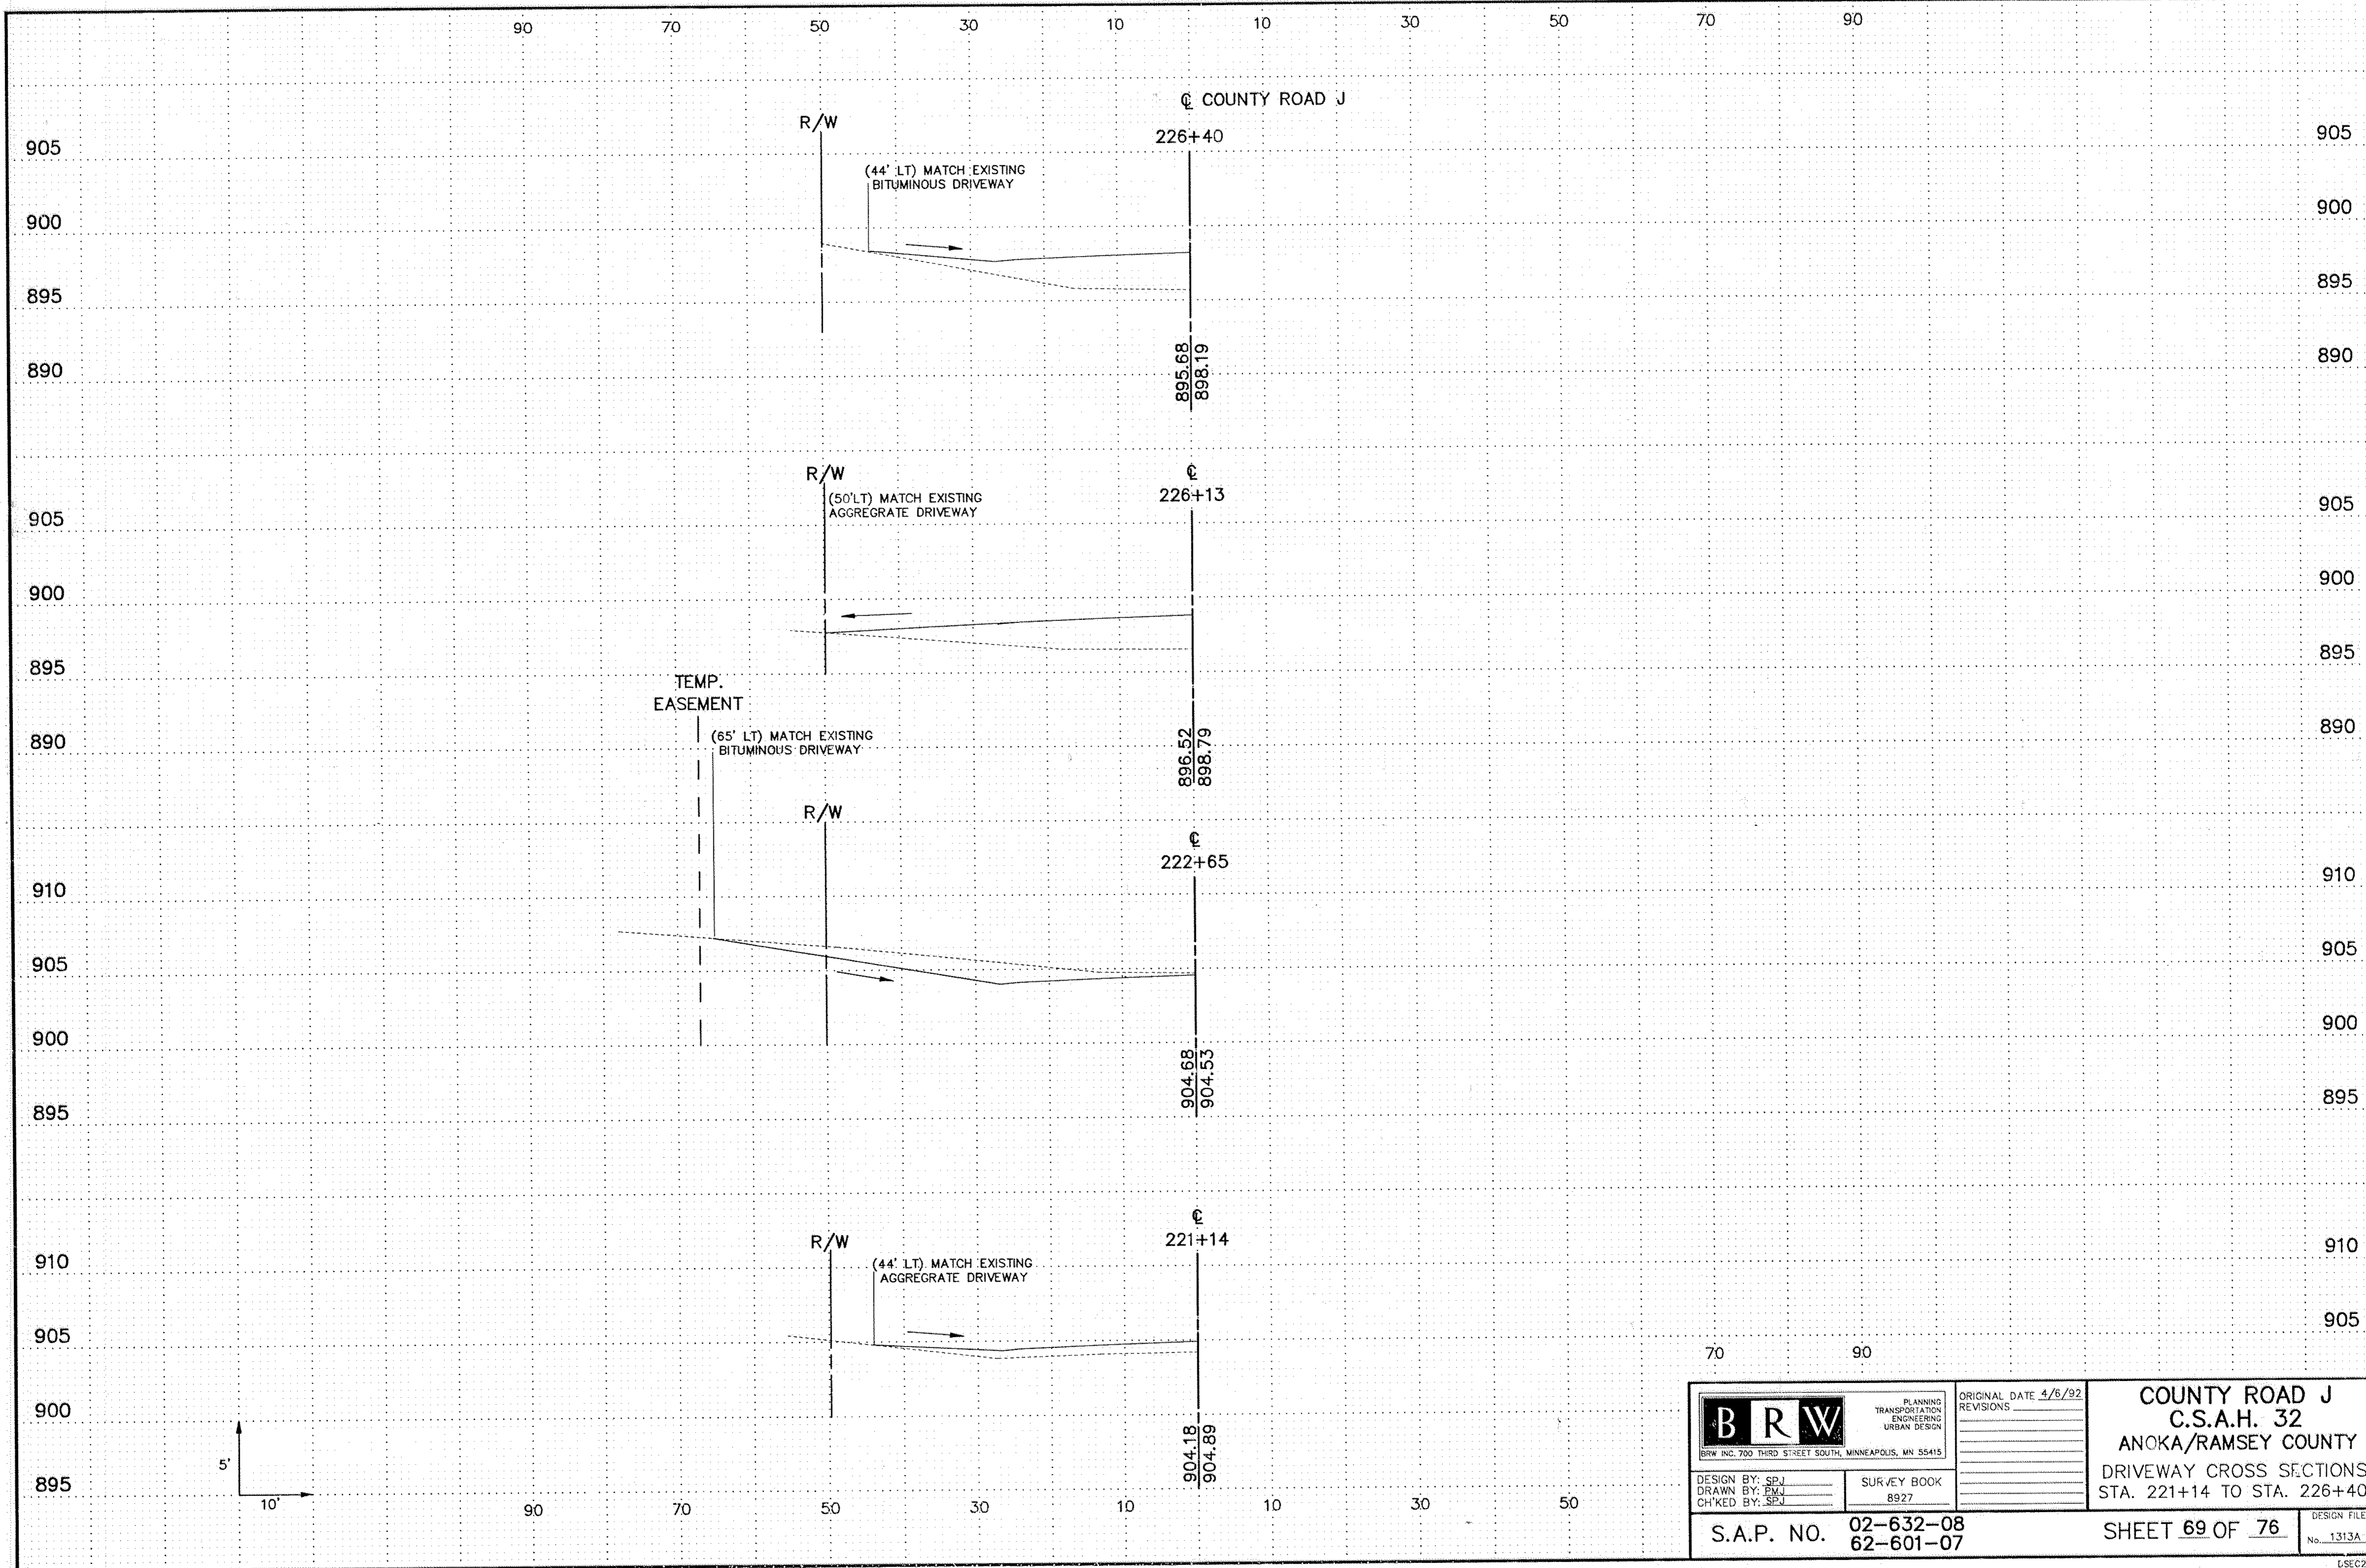 90 70 50 30 10 10 30 50 70 90
℄ COUNTY ROAD J
R/W
226+40
905 905
(44' LT) MATCH EXISTING
BITUMINOUS DRIVEWAY
900 900
895 895
895.68
898.19
890 890
R/W
℄
226+13
(50'LT) MATCH EXISTING
AGGREGRATE DRIVEWAY
905 905
900 900
895 895
TEMP.
EASEMENT
(65' LT) MATCH EXISTING
BITUMINOUS DRIVEWAY
890 890
896.52
898.79
R/W
℄
222+65
910 910
905 905
900 900
904.68
904.53
895 895
℄
R/W
221+14
910 910
(44' LT) MATCH EXISTING
AGGREGRATE DRIVEWAY
905 905
70 90
900
904.18
904.89
5'
10'
895
90 70 50 30 10 10 30 50
BRW
PLANNING
TRANSPORTATION
ENGINEERING
URBAN DESIGN
BRW INC. 700 THIRD STREET SOUTH, MINNEAPOLIS, MN 55415
ORIGINAL DATE 4/6/92
REVISIONS
DESIGN BY: SPJ
DRAWN BY: PMJ
CH'KED BY: SPJ
SURVEY BOOK
8927
COUNTY ROAD J
C.S.A.H. 32
ANOKA/RAMSEY COUNTY
DRIVEWAY CROSS SECTIONS
STA. 221+14 TO STA. 226+40
S.A.P. NO. 02-632-08
62-601-07
SHEET 69 OF 76
DESIGN FILE
No. 1313A